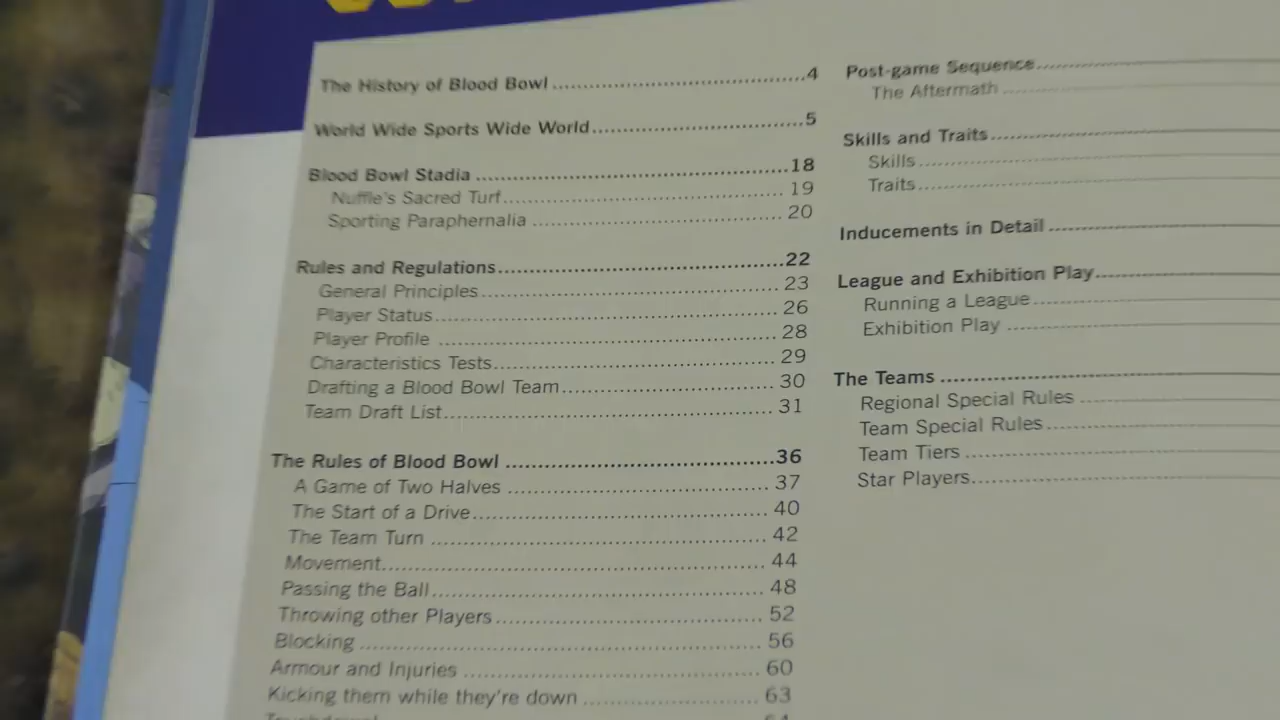 The History of Blood Bowl ........ 4
World Wide Sports Wide World ........ 5
Blood Bowl Stadia ........ 18
Nuffle's Sacred Turf ........ 19
Sporting Paraphernalia ........ 20
Rules and Regulations ........ 22
General Principles ........ 23
Player Status ........ 26
Player Profile ........ 28
Characteristics Tests ........ 29
Drafting a Blood Bowl Team ........ 30
Team Draft List ........ 31
The Rules of Blood Bowl ........ 36
A Game of Two Halves ........ 37
The Start of a Drive ........ 40
The Team Turn ........ 42
Movement ........ 44
Passing the Ball ........ 48
Throwing other Players ........ 52
Blocking ........ 56
Armour and Injuries ........ 60
Kicking them while they're down ........ 63
Post-game Sequence ........
The Aftermath ........
Skills and Traits ........
Skills ........
Traits ........
Inducements in Detail ........
League and Exhibition Play ........
Running a League ........
Exhibition Play ........
The Teams ........
Regional Special Rules ........
Team Special Rules ........
Team Tiers ........
Star Players ........